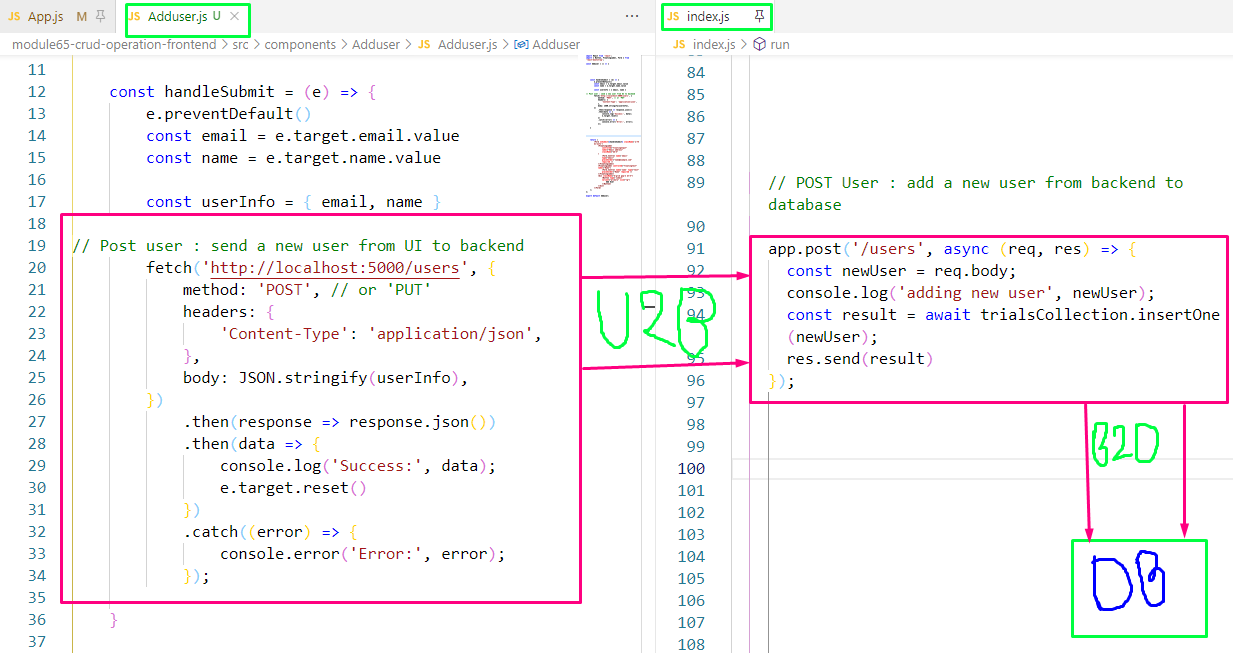 JS App.js M
JS Adduser.js U ×
...
JS index.js
module65-crud-operation-frontend > src > components > Adduser > JS Adduser.js > Adduser
JS index.js > run
11
12 const handleSubmit = (e) => {
13 e.preventDefault()
14 const email = e.target.email.value
15 const name = e.target.name.value
16
17 const userInfo = { email, name }
18
19 // Post user : send a new user from UI to backend
20 fetch('http://localhost:5000/users', {
21 method: 'POST', // or 'PUT'
22 headers: {
23 'Content-Type': 'application/json',
24 },
25 body: JSON.stringify(userInfo),
26 })
27 .then(response => response.json())
28 .then(data => {
29 console.log('Success:', data);
30 e.target.reset()
31 })
32 .catch((error) => {
33 console.error('Error:', error);
34 });
35
36 }
37
U2B
84
85
86
87
88
89 // POST User : add a new user from backend to
database
90
91 app.post('/users', async (req, res) => {
92 const newUser = req.body;
93 console.log('adding new user', newUser);
94 const result = await trialsCollection.insertOne
(newUser);
95 res.send(result)
96 });
97
98
99
100
101
102
103
104
105
106
107
108
B2D
DB